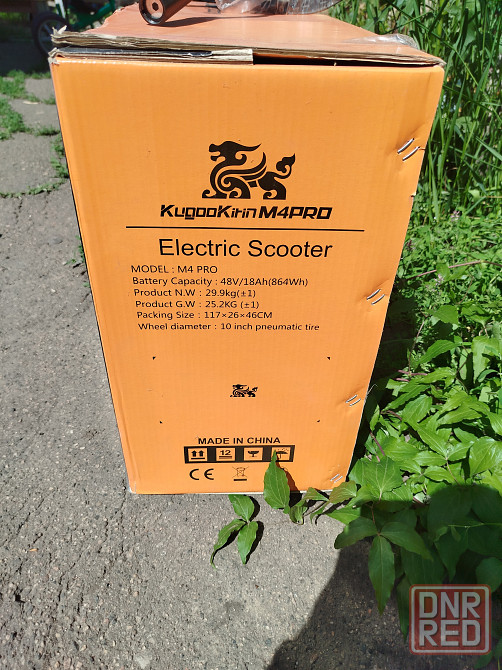 KugooKirin M4PRO
Electric Scooter
MODEL : M4 PRO
Battery Capacity : 48V/18Ah(864Wh)
Product N.W : 29.9kg(±1)
Product G.W : 25.2KG (±1)
Packing Size : 117×26×46CM
Wheel diameter : 10 inch pneumatic tire
MADE IN CHINA
12
CE
DNR
RED